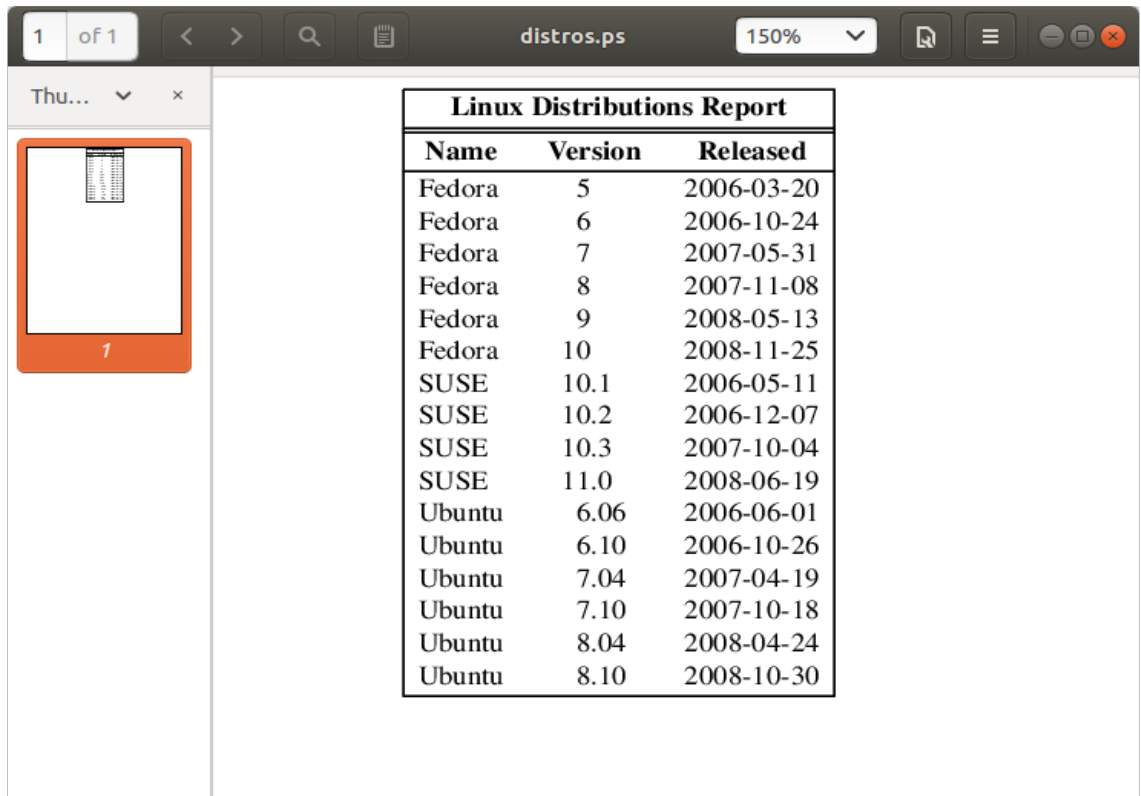 1 of 1 distros.ps 150%
Thu... ×
1
Linux Distributions Report
Name Version Released
Fedora 5 2006-03-20
Fedora 6 2006-10-24
Fedora 7 2007-05-31
Fedora 8 2007-11-08
Fedora 9 2008-05-13
Fedora 10 2008-11-25
SUSE 10.1 2006-05-11
SUSE 10.2 2006-12-07
SUSE 10.3 2007-10-04
SUSE 11.0 2008-06-19
Ubuntu 6.06 2006-06-01
Ubuntu 6.10 2006-10-26
Ubuntu 7.04 2007-04-19
Ubuntu 7.10 2007-10-18
Ubuntu 8.04 2008-04-24
Ubuntu 8.10 2008-10-30